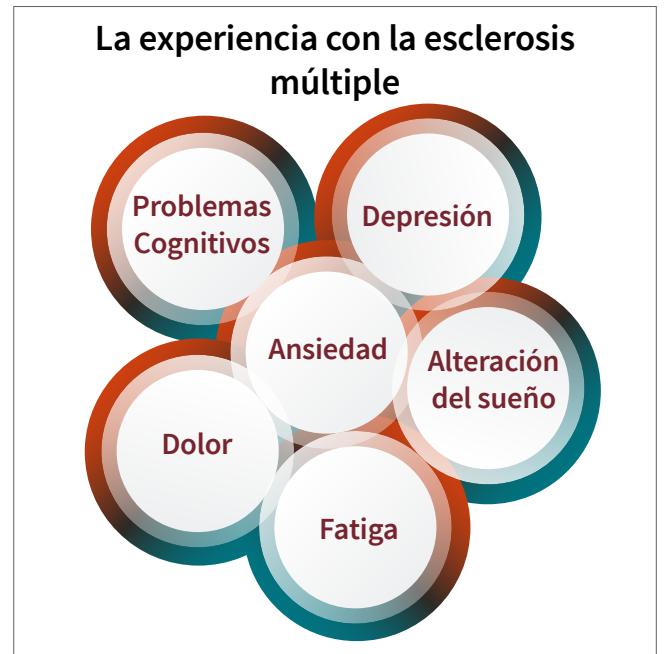 La experiencia con la esclerosis
múltiple
Problemas
Cognitivos
Depresión
Ansiedad
Alteración
del sueño
Dolor
Fatiga